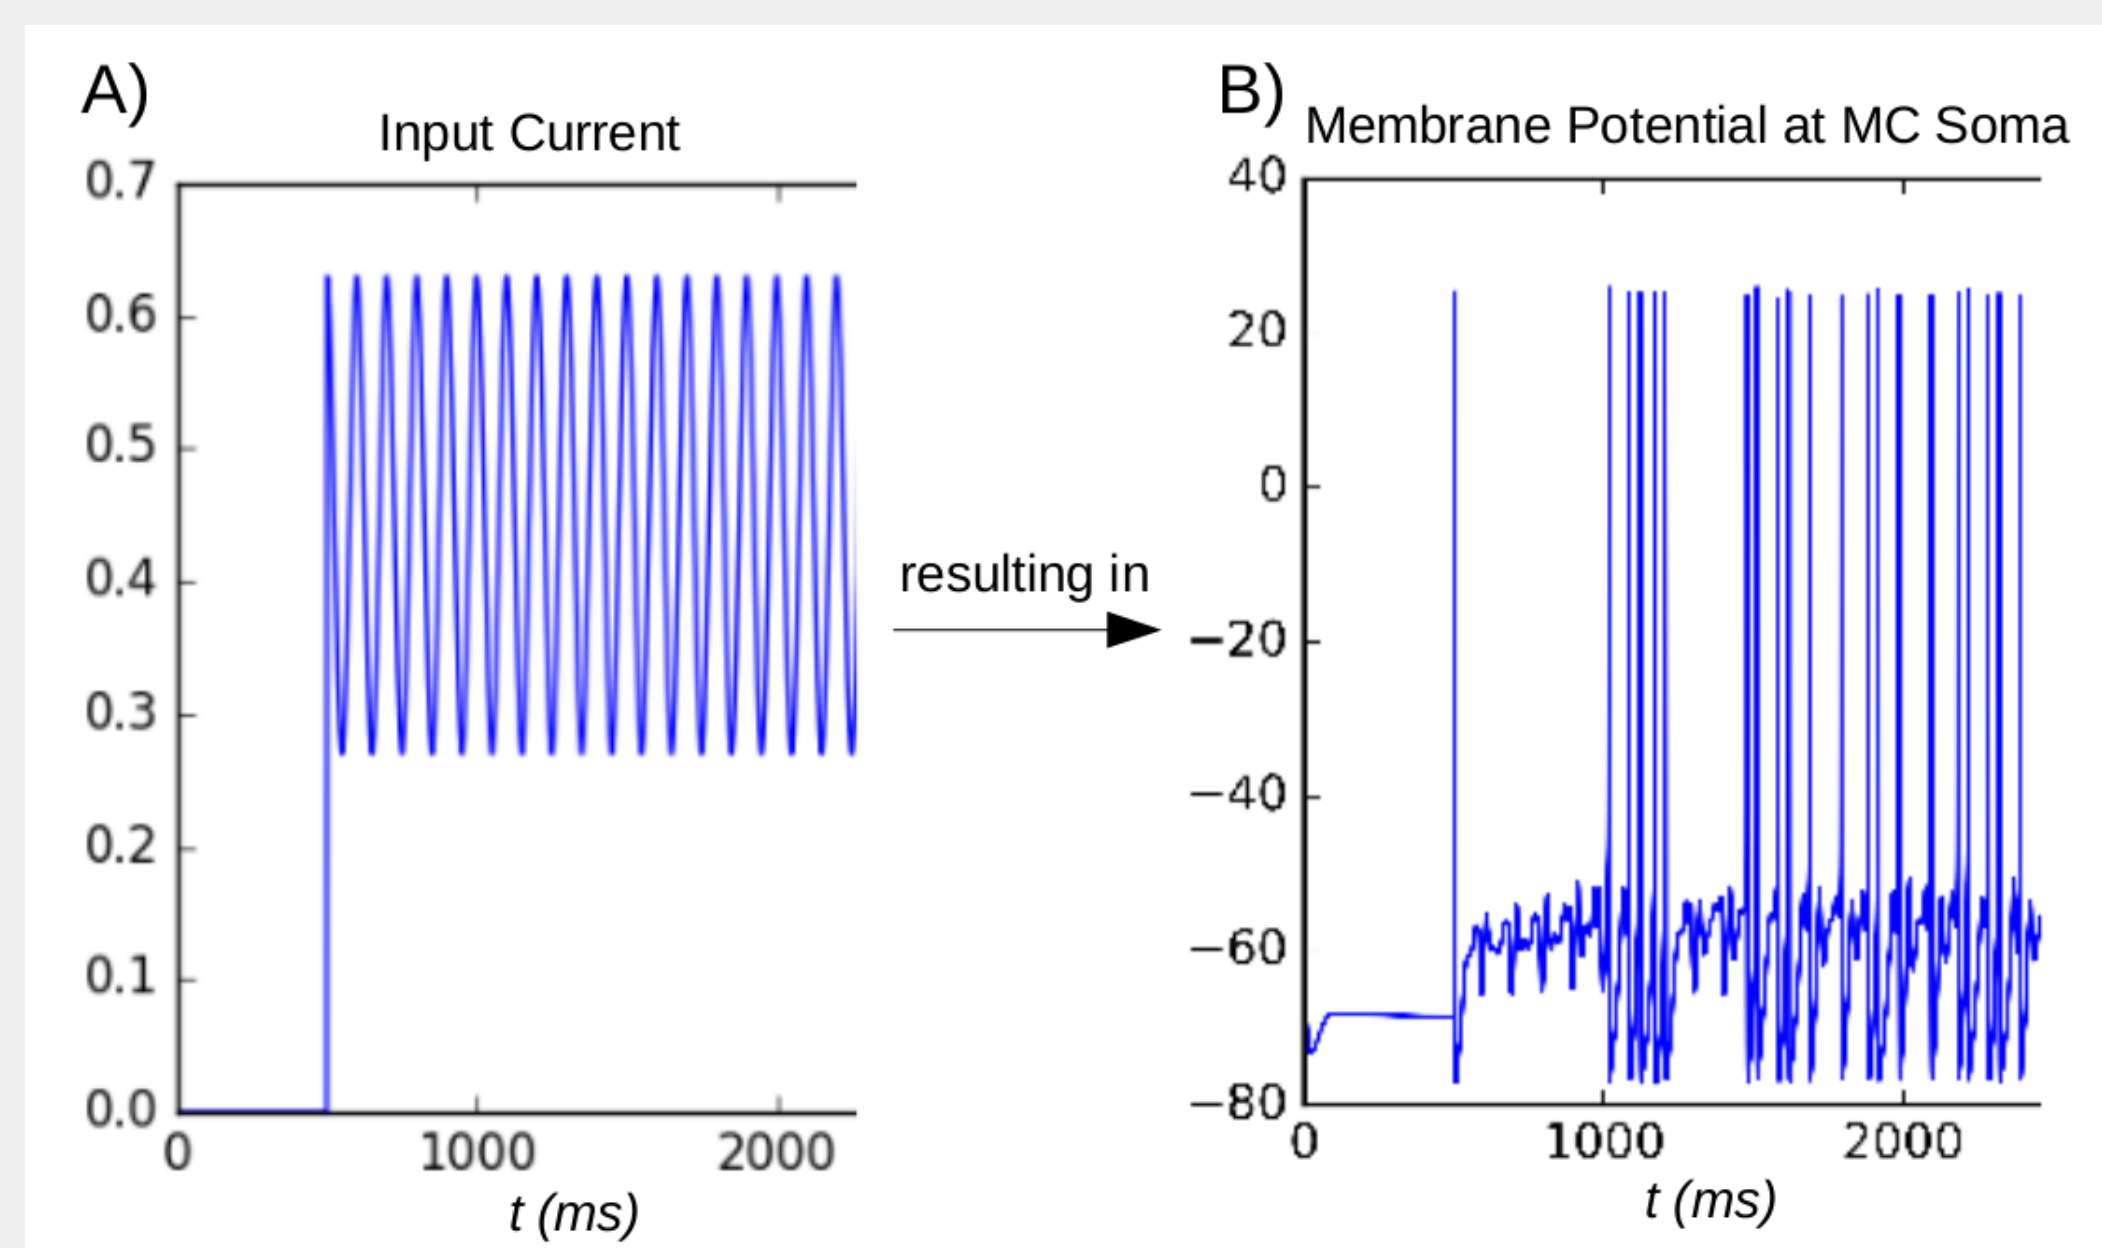 A)
Input Current
0.7
0.6
0.5
0.4
0.3
0.2
0.1
0.0
0 1000 2000
t (ms)
resulting in
B)
Membrane Potential at MC Soma
40
20
0
−20
−40
−60
−80
0 1000 2000
t (ms)